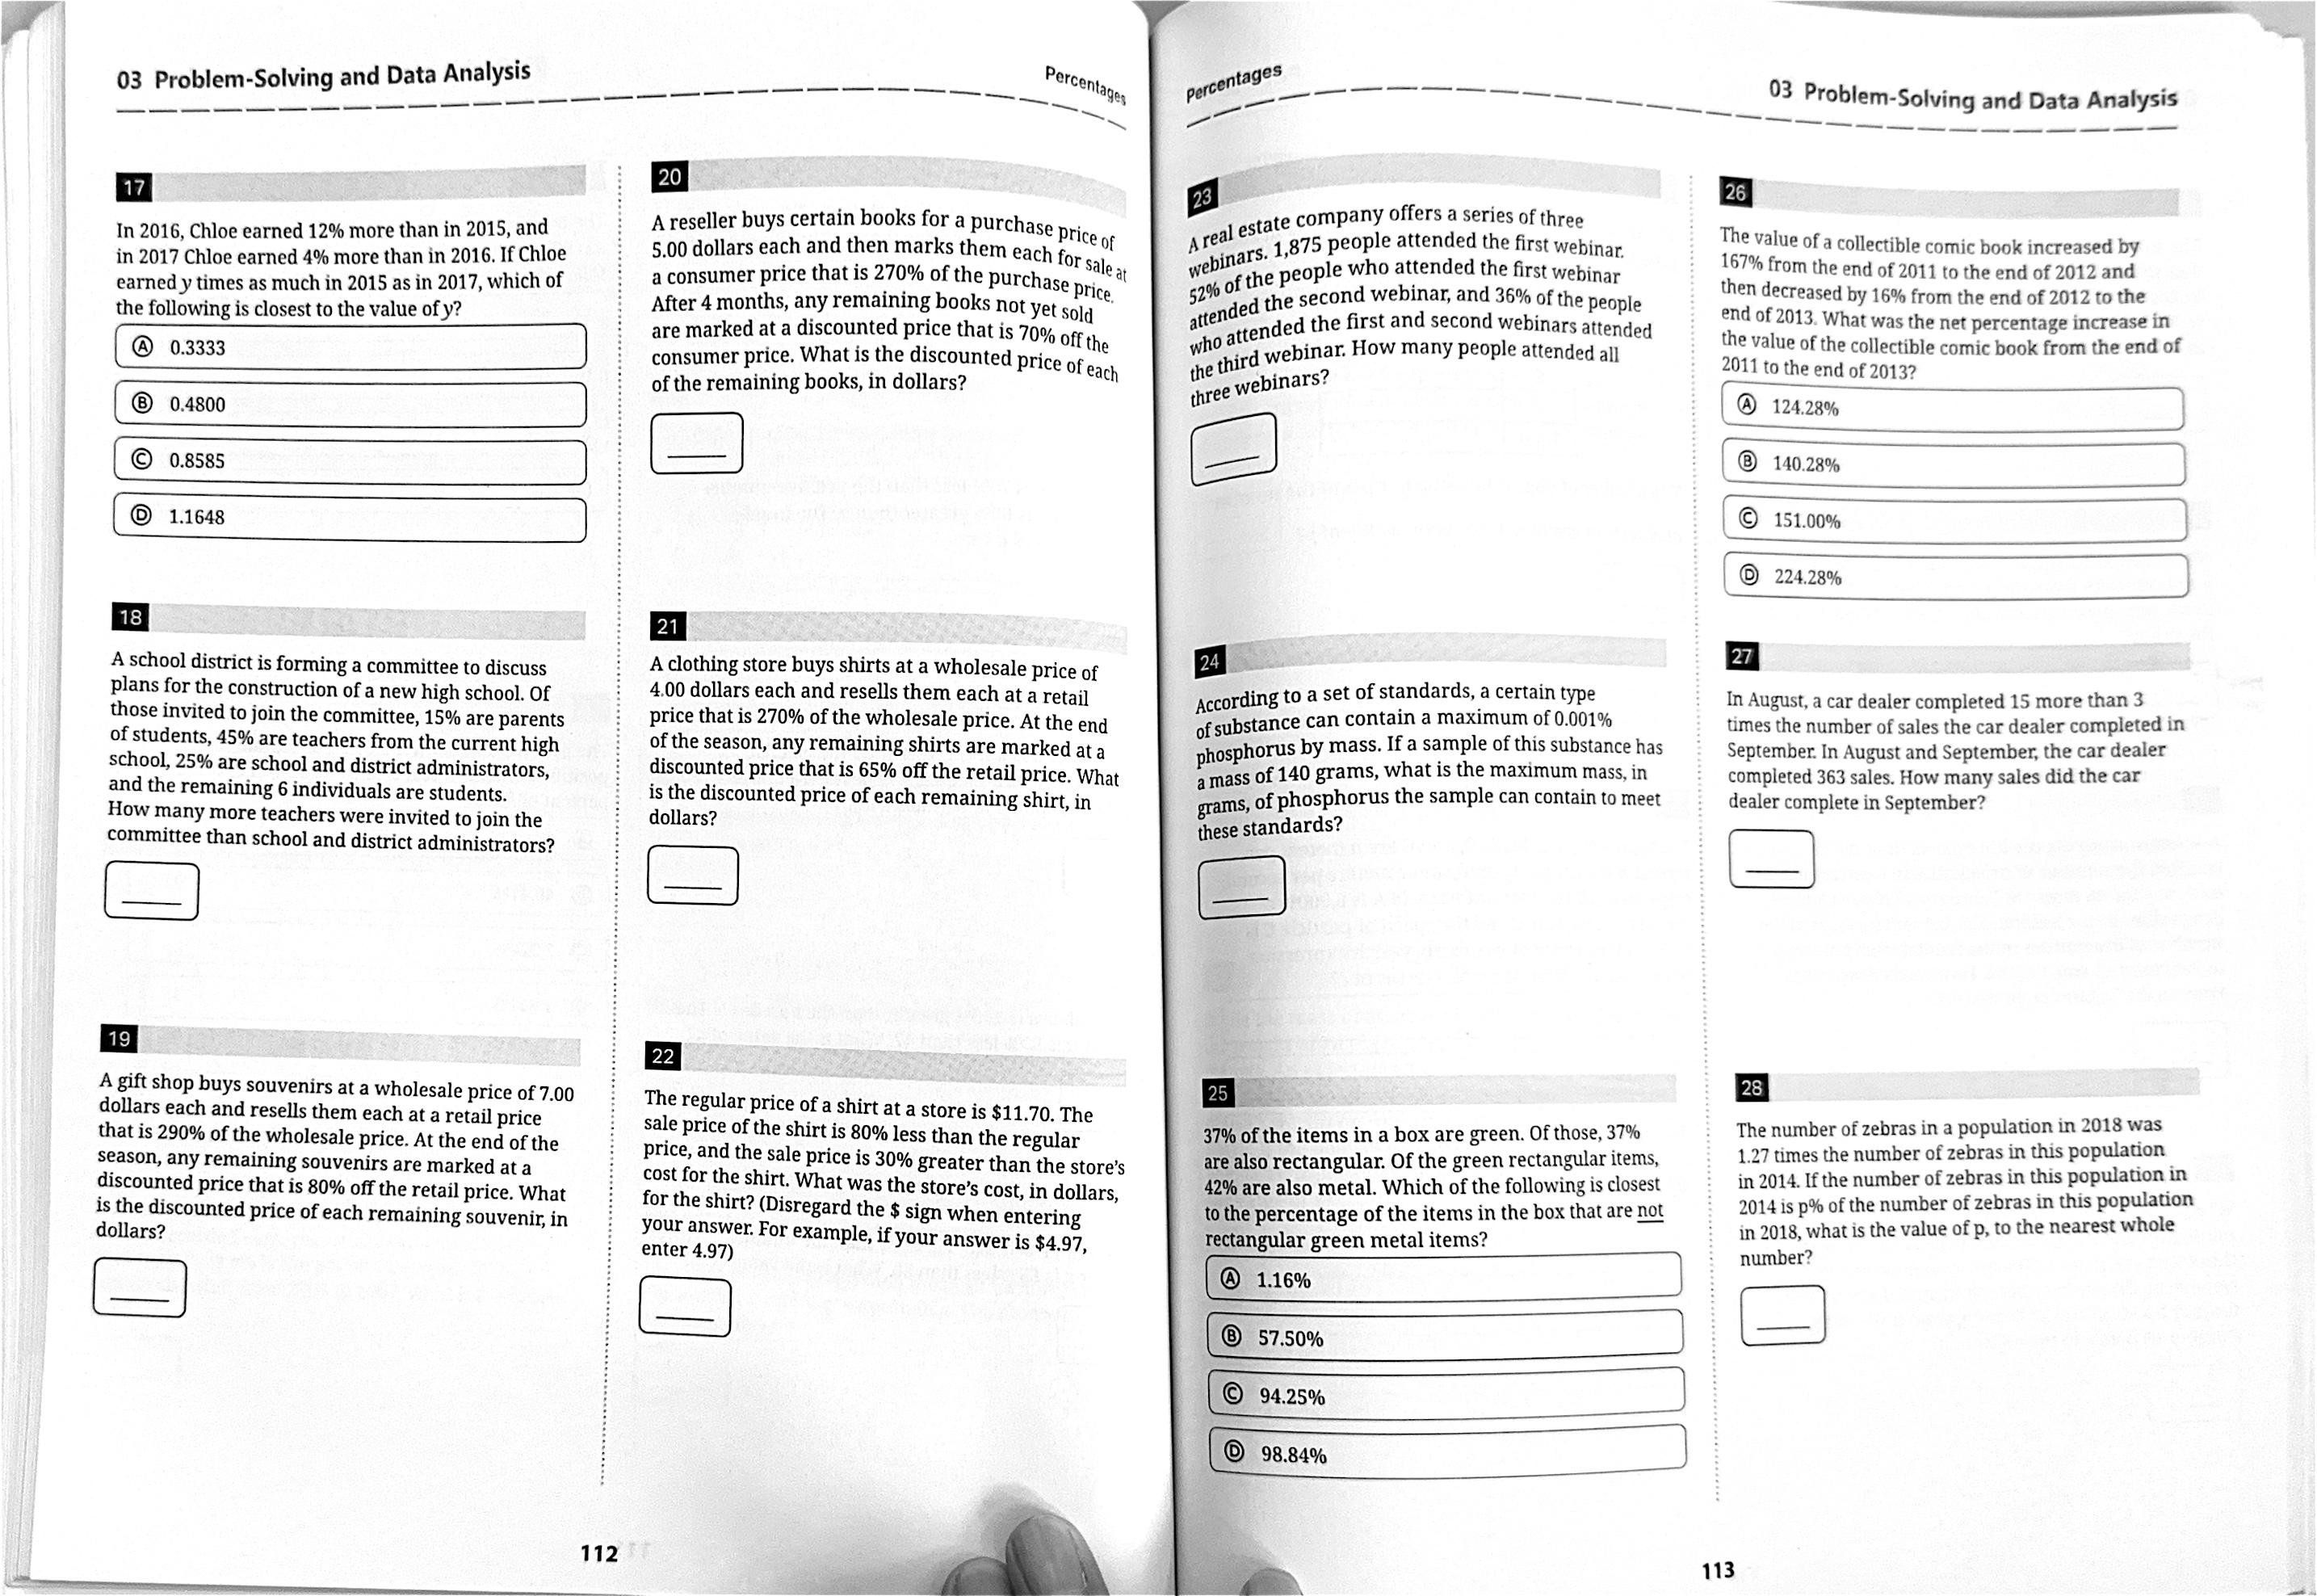 03 Problem-Solving and Data Analysis
Percentages
17
In 2016, Chloe earned 12% more than in 2015, and
in 2017 Chloe earned 4% more than in 2016. If Chloe
earned y times as much in 2015 as in 2017, which of
the following is closest to the value of y?
Ⓐ 0.3333
Ⓑ 0.4800
Ⓒ 0.8585
Ⓓ 1.1648
18
A school district is forming a committee to discuss
plans for the construction of a new high school. Of
those invited to join the committee, 15% are parents
of students, 45% are teachers from the current high
school, 25% are school and district administrators,
and the remaining 6 individuals are students.
How many more teachers were invited to join the
committee than school and district administrators?
19
A gift shop buys souvenirs at a wholesale price of 7.00
dollars each and resells them each at a retail price
that is 290% of the wholesale price. At the end of the
season, any remaining souvenirs are marked at a
discounted price that is 80% off the retail price. What
is the discounted price of each remaining souvenir, in
dollars?
20
A reseller buys certain books for a purchase price of
5.00 dollars each and then marks them each for sale at
a consumer price that is 270% of the purchase price.
After 4 months, any remaining books not yet sold
are marked at a discounted price that is 70% off the
consumer price. What is the discounted price of each
of the remaining books, in dollars?
21
A clothing store buys shirts at a wholesale price of
4.00 dollars each and resells them each at a retail
price that is 270% of the wholesale price. At the end
of the season, any remaining shirts are marked at a
discounted price that is 65% off the retail price. What
is the discounted price of each remaining shirt, in
dollars?
22
The regular price of a shirt at a store is $11.70. The
sale price of the shirt is 80% less than the regular
price, and the sale price is 30% greater than the store's
cost for the shirt. What was the store's cost, in dollars,
for the shirt? (Disregard the $ sign when entering
your answer. For example, if your answer is $4.97,
enter 4.97)
112
Percentages
03 Problem-Solving and Data Analysis
23
A real estate company offers a series of three
webinars. 1,875 people attended the first webinar.
52% of the people who attended the first webinar
attended the second webinar, and 36% of the people
who attended the first and second webinars attended
the third webinar. How many people attended all
three webinars?
24
According to a set of standards, a certain type
of substance can contain a maximum of 0.001%
phosphorus by mass. If a sample of this substance has
a mass of 140 grams, what is the maximum mass, in
grams, of phosphorus the sample can contain to meet
these standards?
25
37% of the items in a box are green. Of those, 37%
are also rectangular. Of the green rectangular items,
42% are also metal. Which of the following is closest
to the percentage of the items in the box that are not
rectangular green metal items?
Ⓐ 1.16%
Ⓑ 57.50%
Ⓒ 94.25%
Ⓓ 98.84%
26
The value of a collectible comic book increased by
167% from the end of 2011 to the end of 2012 and
then decreased by 16% from the end of 2012 to the
end of 2013. What was the net percentage increase in
the value of the collectible comic book from the end of
2011 to the end of 2013?
Ⓐ 124.28%
Ⓑ 140.28%
Ⓒ 151.00%
Ⓓ 224.28%
27
In August, a car dealer completed 15 more than 3
times the number of sales the car dealer completed in
September. In August and September, the car dealer
completed 363 sales. How many sales did the car
dealer complete in September?
28
The number of zebras in a population in 2018 was
1.27 times the number of zebras in this population
in 2014. If the number of zebras in this population in
2014 is p% of the number of zebras in this population
in 2018, what is the value of p, to the nearest whole
number?
113